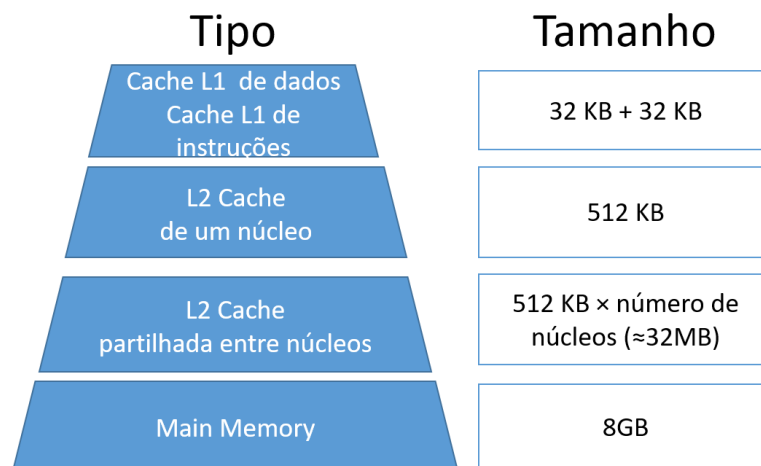 Tipo
Tamanho
Cache L1  de dados
Cache L1 de
instruções
32 KB + 32 KB
L2 Cache
de um núcleo
512 KB
L2 Cache
partilhada entre núcleos
512 KB × número de
núcleos (≈32MB)
Main Memory
8GB